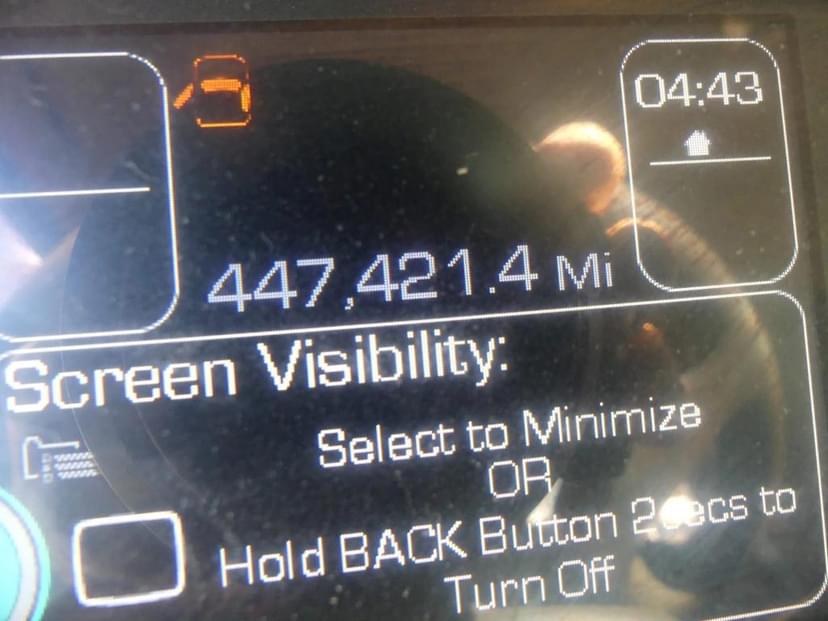 04:43
447,421.4 Mi
Screen Visibility:
Select to Minimize
OR
Hold BACK Button 2 secs to
Turn Off